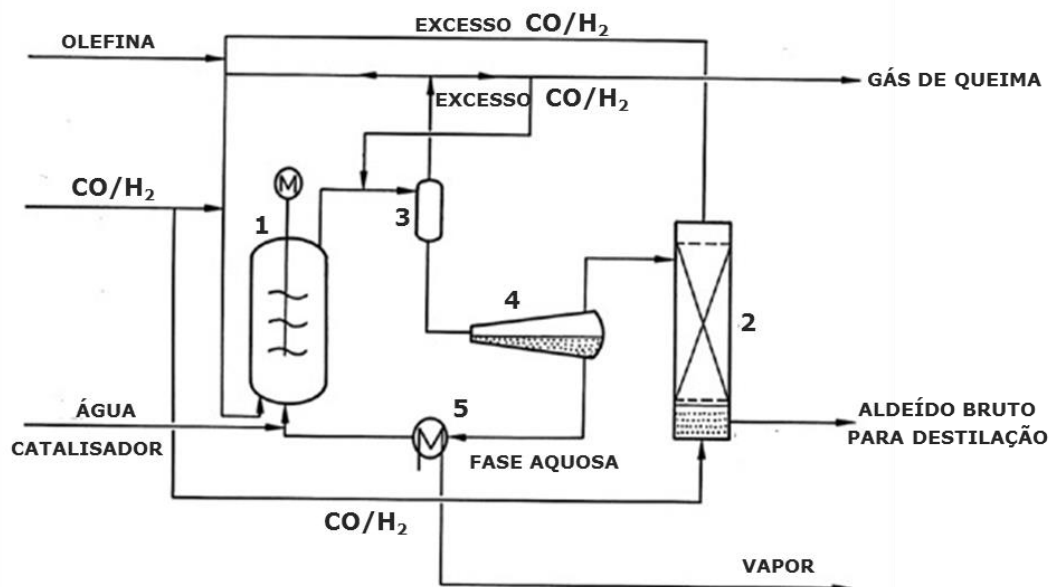 OLEFINA
EXCESSO CO/H₂
GÁS DE QUEIMA
EXCESSO CO/H₂
CO/H₂
M
1
3
4
2
5
M
ÁGUA
CATALISADOR
FASE AQUOSA
ALDEÍDO BRUTO
PARA DESTILAÇÃO
CO/H₂
VAPOR